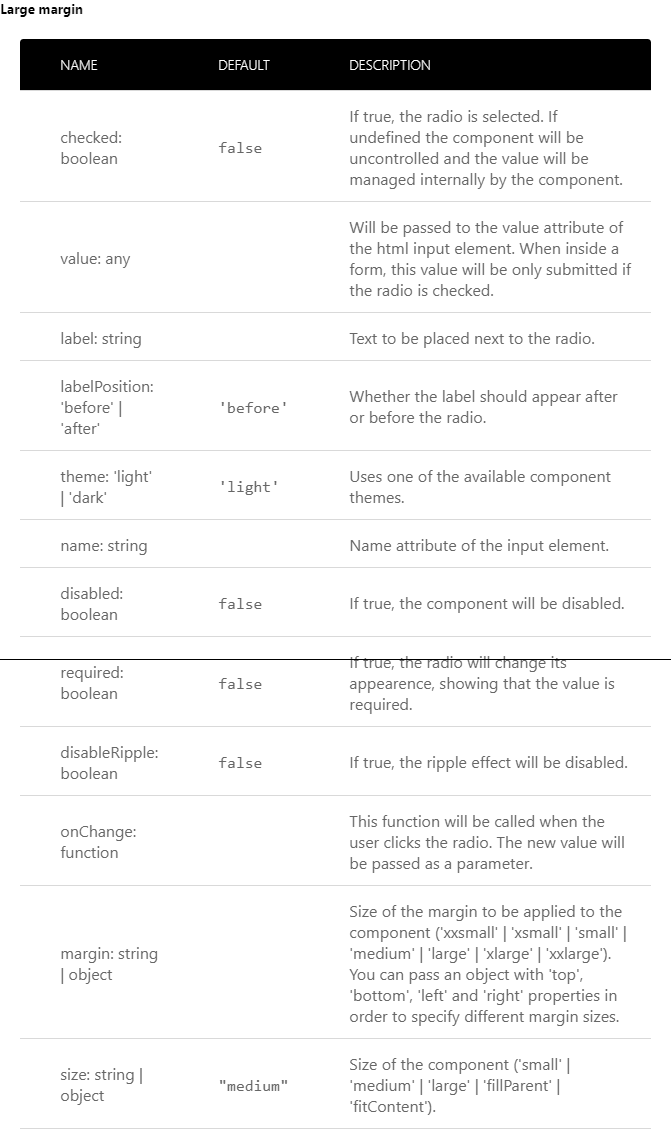 Large margin
NAME DEFAULT DESCRIPTION
If true, the radio is selected. If
checked: undefined the component will be
boolean false uncontrolled and the value will be
managed internally by the component.
Will be passed to the value attribute of
value: any the html input element. When inside a
form, this value will be only submitted if
the radio is checked.
label: string Text to be placed next to the radio.
labelPosition:
'before' | 'before' Whether the label should appear after
'after' or before the radio.
theme: 'light' 'light' Uses one of the available component
| 'dark' themes.
name: string Name attribute of the input element.
disabled:
boolean false If true, the component will be disabled.
If true, the radio will change its
required: false appearence, showing that the value is
boolean required.
disableRipple:
boolean false If true, the ripple effect will be disabled.
This function will be called when the
onChange: user clicks the radio. The new value will
function be passed as a parameter.
Size of the margin to be applied to the
component ('xxsmall' | 'xsmall' | 'small' |
margin: string 'medium' | 'large' | 'xlarge' | 'xxlarge').
| object You can pass an object with 'top',
'bottom', 'left' and 'right' properties in
order to specify different margin sizes.
Size of the component ('small' |
size: string | "medium" 'medium' | 'large' | 'fillParent' |
object 'fitContent').